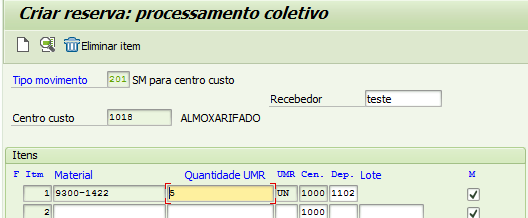 Criar reserva: processamento coletivo
Eliminar item
Tipo movimento 201 SM para centro custo
Recebedor teste
Centro custo 1018 ALMOXARIFADO
Itens
F Itm Material Quantidade UMR UMR Cen. Dep. Lote M
1 9300-1422 5 UN 1000 1102
2 1000